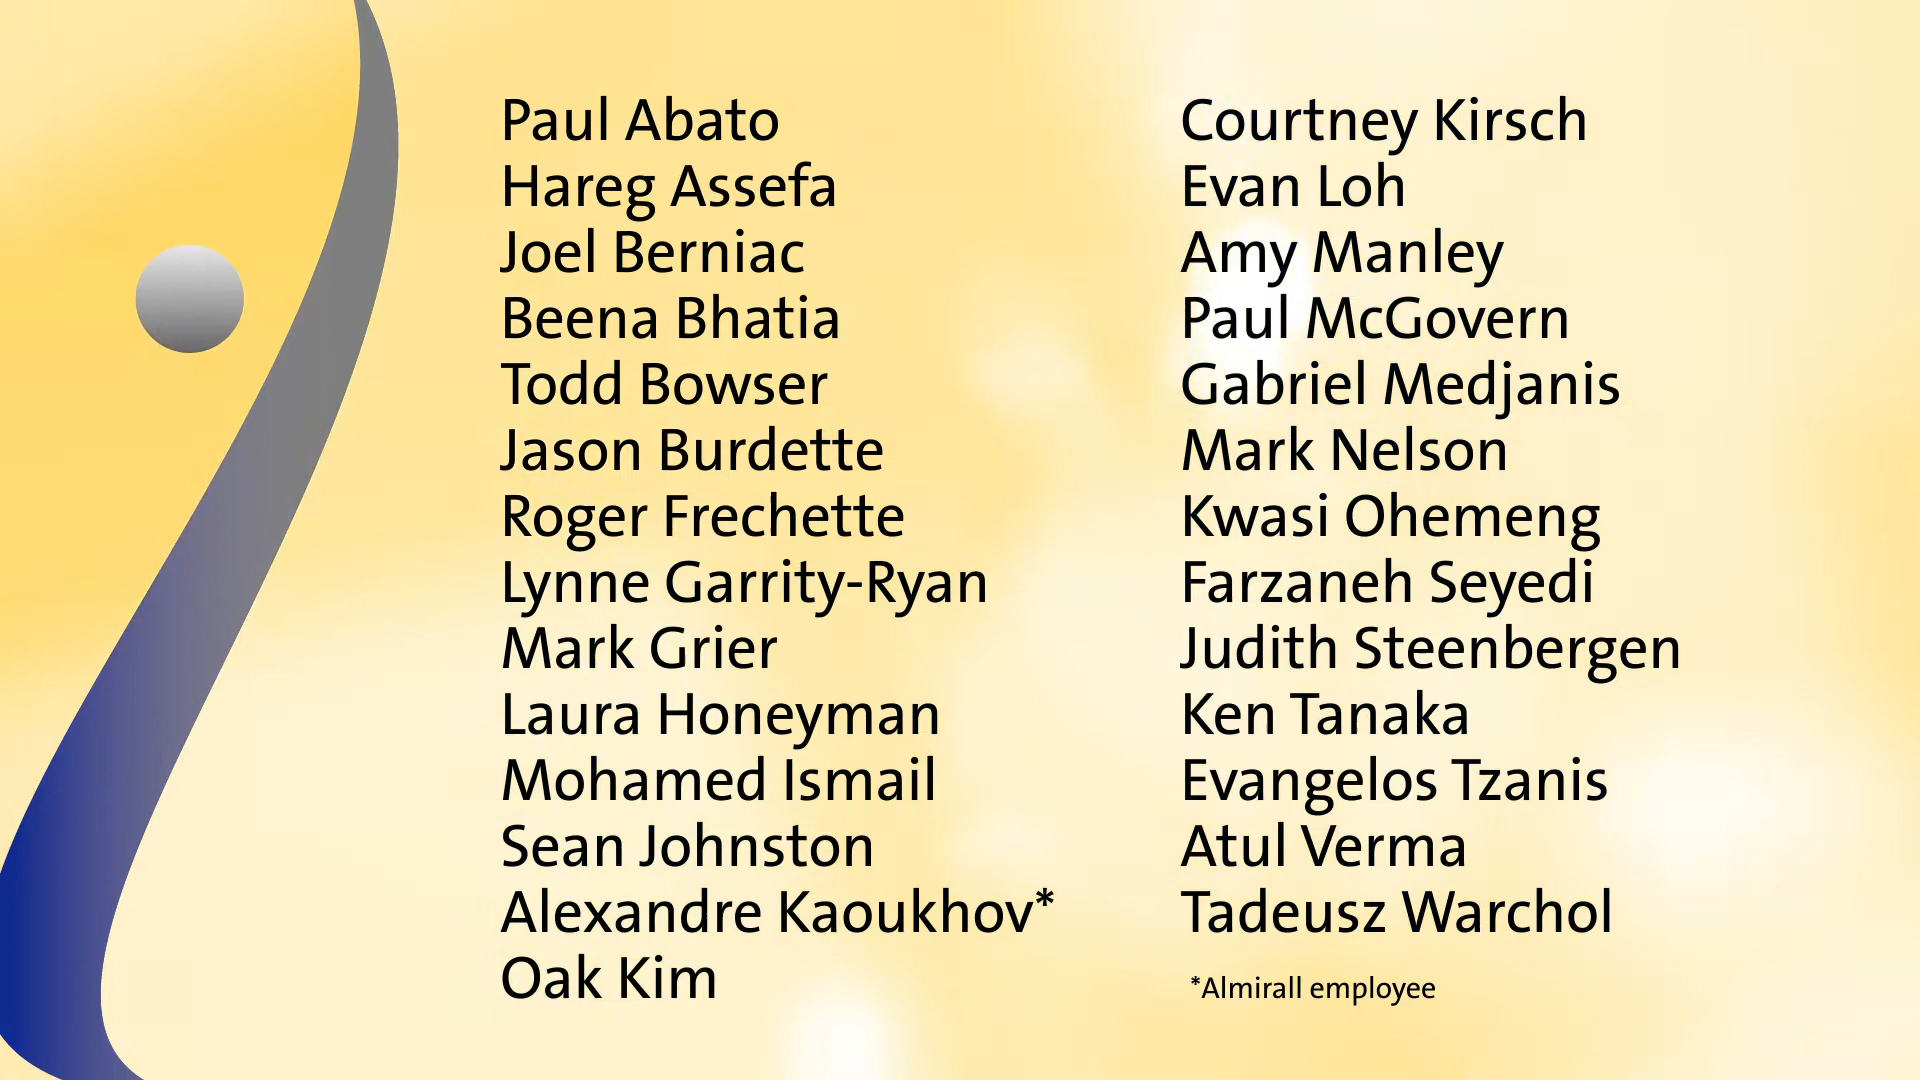 Paul Abato
Hareg Assefa
Joel Berniac
Beena Bhatia
Todd Bowser
Jason Burdette
Roger Frechette
Lynne Garrity-Ryan
Mark Grier
Laura Honeyman
Mohamed Ismail
Sean Johnston
Alexandre Kaoukhov*
Oak Kim
Courtney Kirsch
Evan Loh
Amy Manley
Paul McGovern
Gabriel Medjanis
Mark Nelson
Kwasi Ohemeng
Farzaneh Seyedi
Judith Steenbergen
Ken Tanaka
Evangelos Tzanis
Atul Verma
Tadeusz Warchol
*Almirall employee